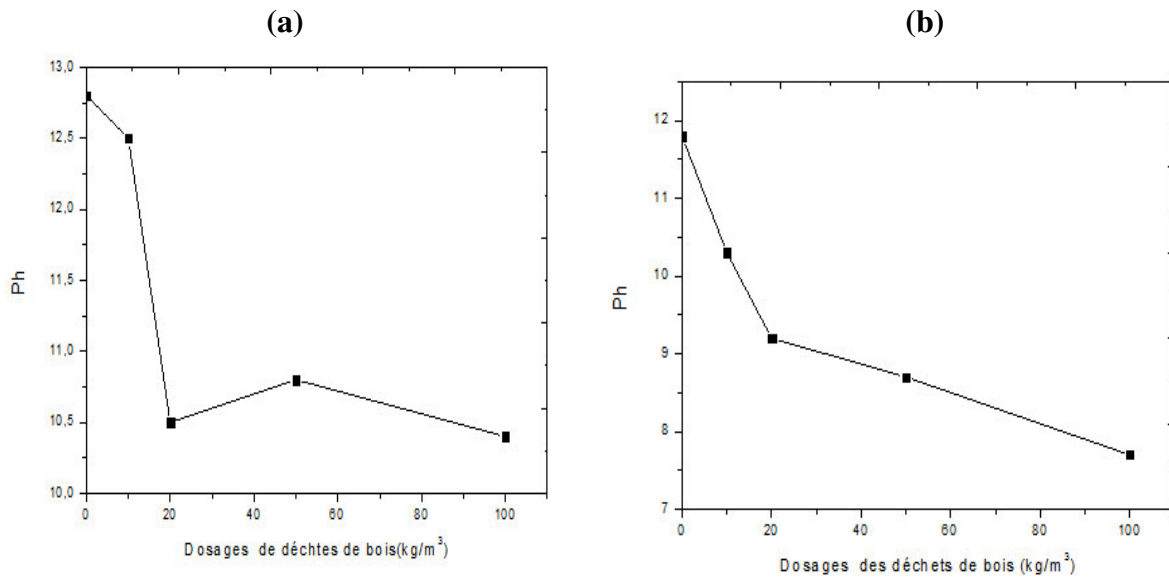 (a)
13,0
12,5
12,0
11,5
11,0
10,5
10,0
Ph
0 20 40 60 80 100
Dosages de déchtes de bois(kg/m³)
(b)
12
11
10
9
8
7
Ph
0 20 40 60 80 100
Dosages des déchets de bois (kg/m³)